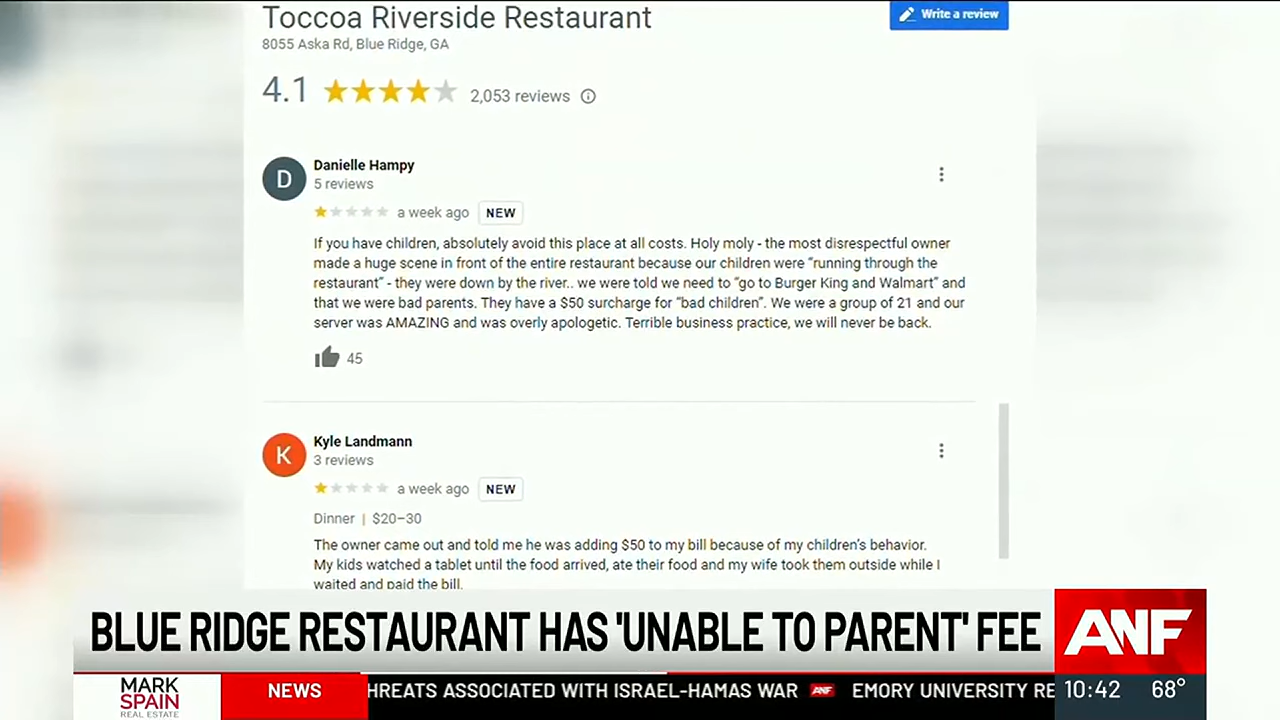 Toccoa Riverside Restaurant
Write a review
8055 Aska Rd, Blue Ridge, GA
4.1
2,053 reviews
D
Danielle Hampy
5 reviews
a week ago
NEW
If you have children, absolutely avoid this place at all costs. Holy moly - the most disrespectful owner
made a huge scene in front of the entire restaurant because our children were “running through the
restaurant” - they were down by the river.. we were told we need to “go to Burger King and Walmart” and
that we were bad parents. They have a $50 surcharge for “bad children”. We were a group of 21 and our
server was AMAZING and was overly apologetic. Terrible business practice, we will never be back.
45
K
Kyle Landmann
3 reviews
a week ago
NEW
Dinner | $20–30
The owner came out and told me he was adding $50 to my bill because of my children’s behavior.
My kids watched a tablet until the food arrived, ate their food and my wife took them outside while I
waited and paid the bill.
BLUE RIDGE RESTAURANT HAS 'UNABLE TO PARENT' FEE
ANF
MARK
SPAIN
REAL ESTATE
NEWS
HREATS ASSOCIATED WITH ISRAEL-HAMAS WAR ANF EMORY UNIVERSITY RE
10:42 68°